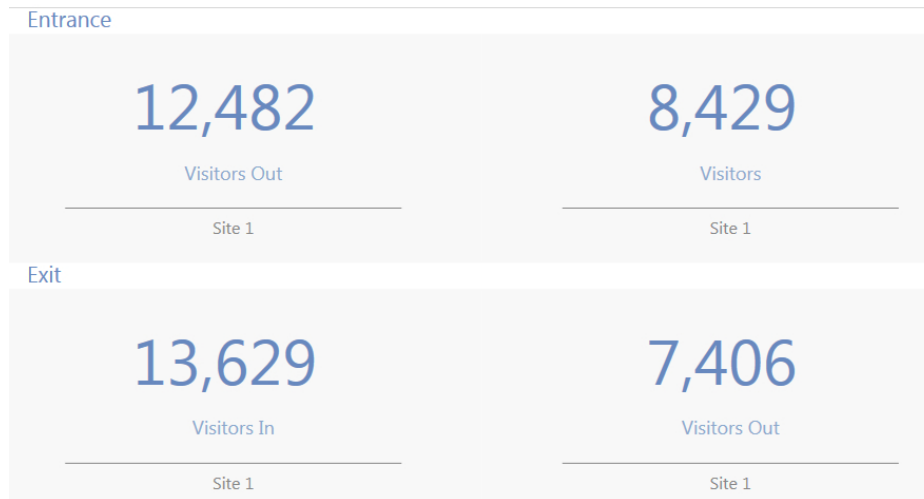 Entrance
12,482 8,429
Visitors Out Visitors
Site 1 Site 1
Exit
13,629 7,406
Visitors In Visitors Out
Site 1 Site 1